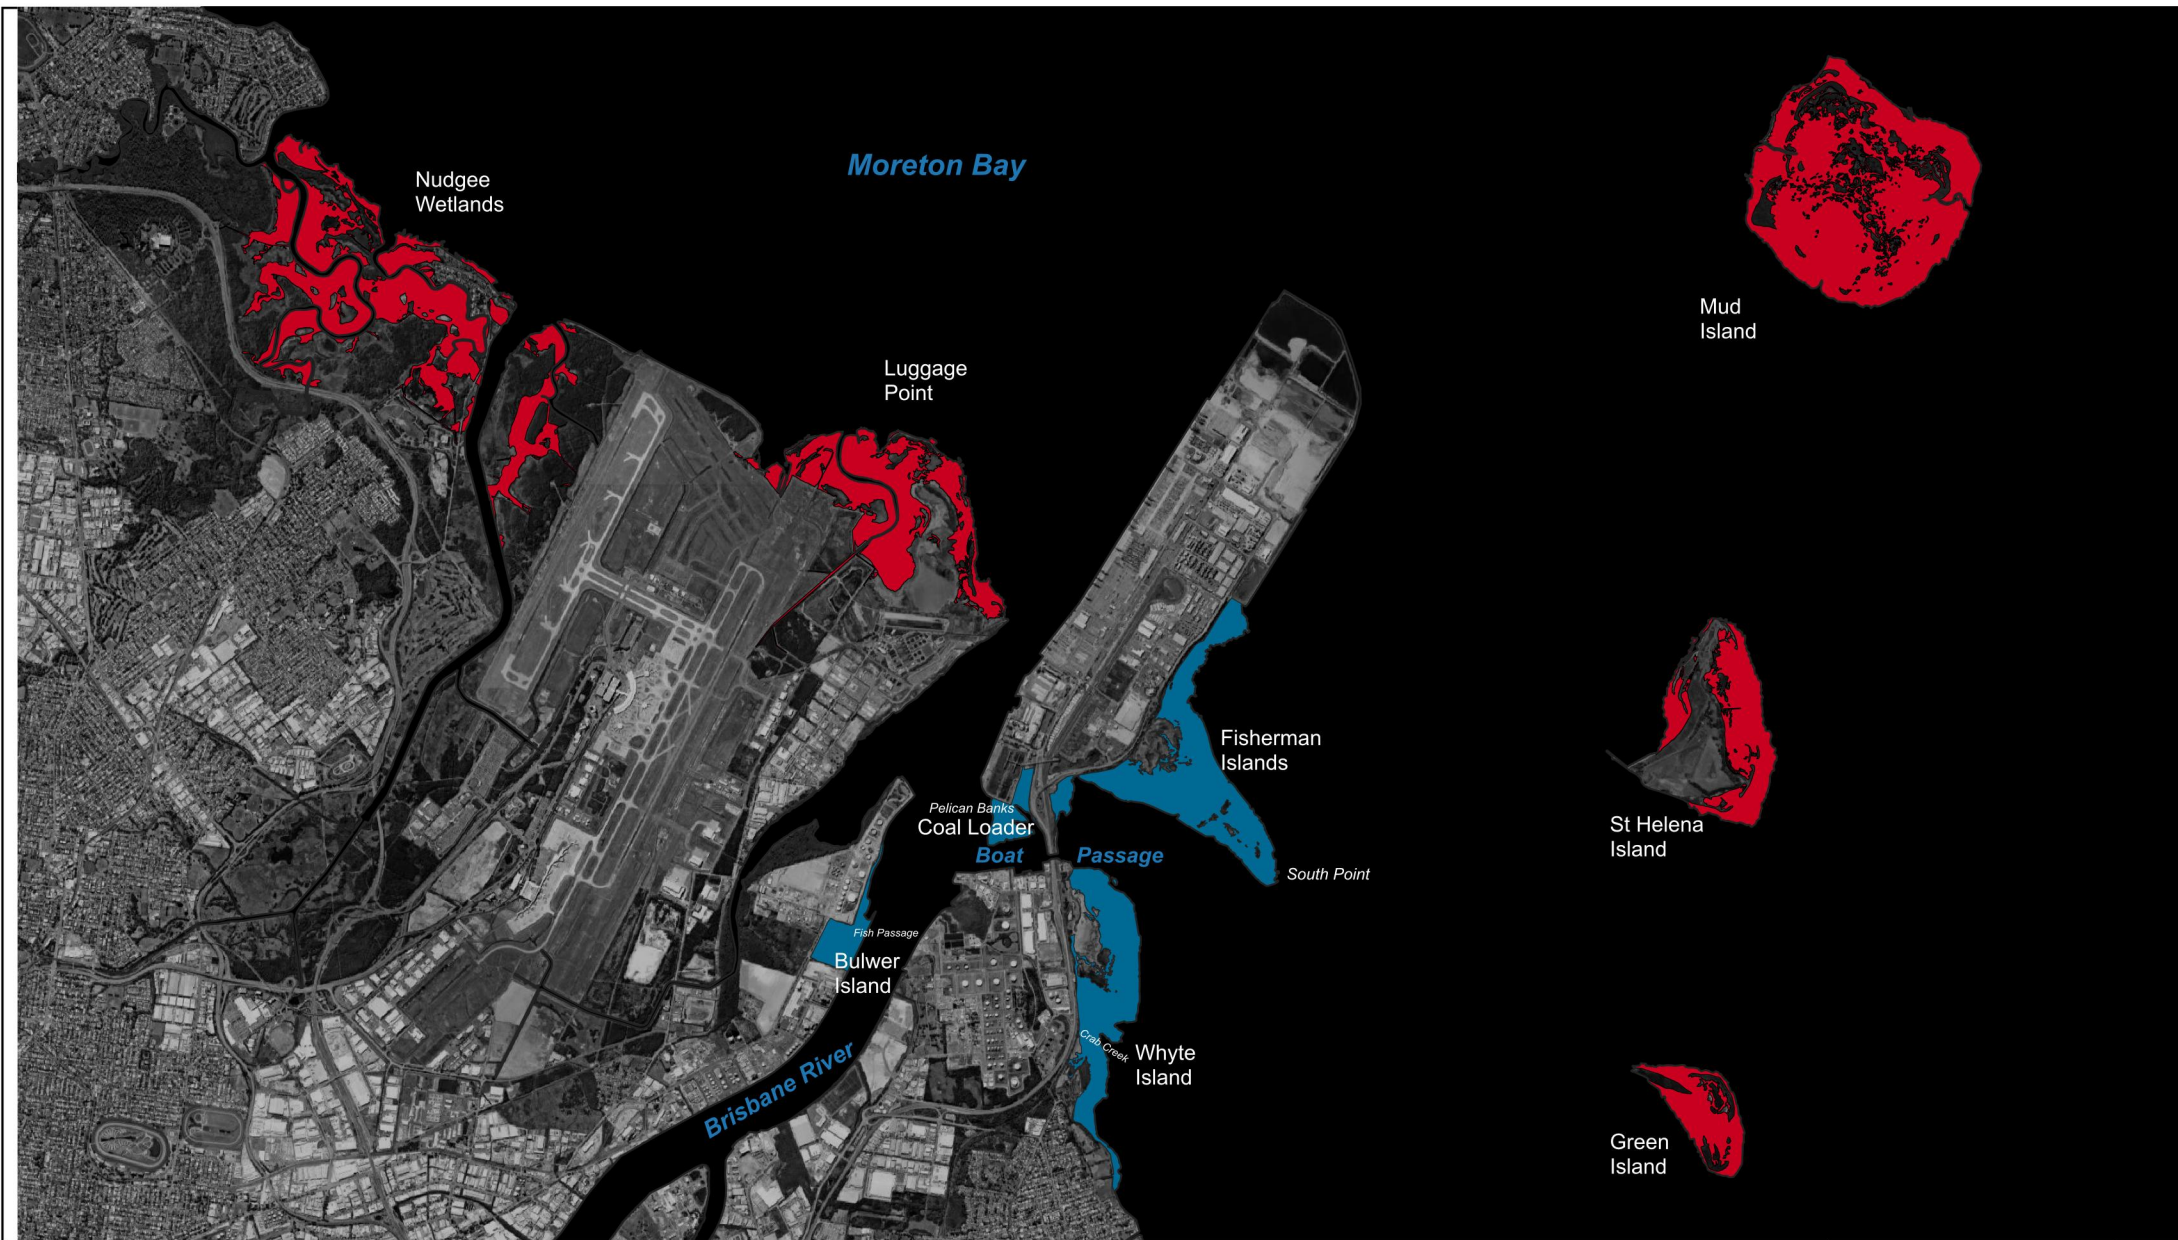 Moreton Bay
Nudgee
Wetlands
Mud
Island
Luggage
Point
Fisherman
Islands
Pelican Banks
Coal Loader
St Helena
Island
Boat Passage
South Point
Fish Passage
Bulwer
Island
Crab Creek
Whyte
Island
Brisbane River
Green
Island